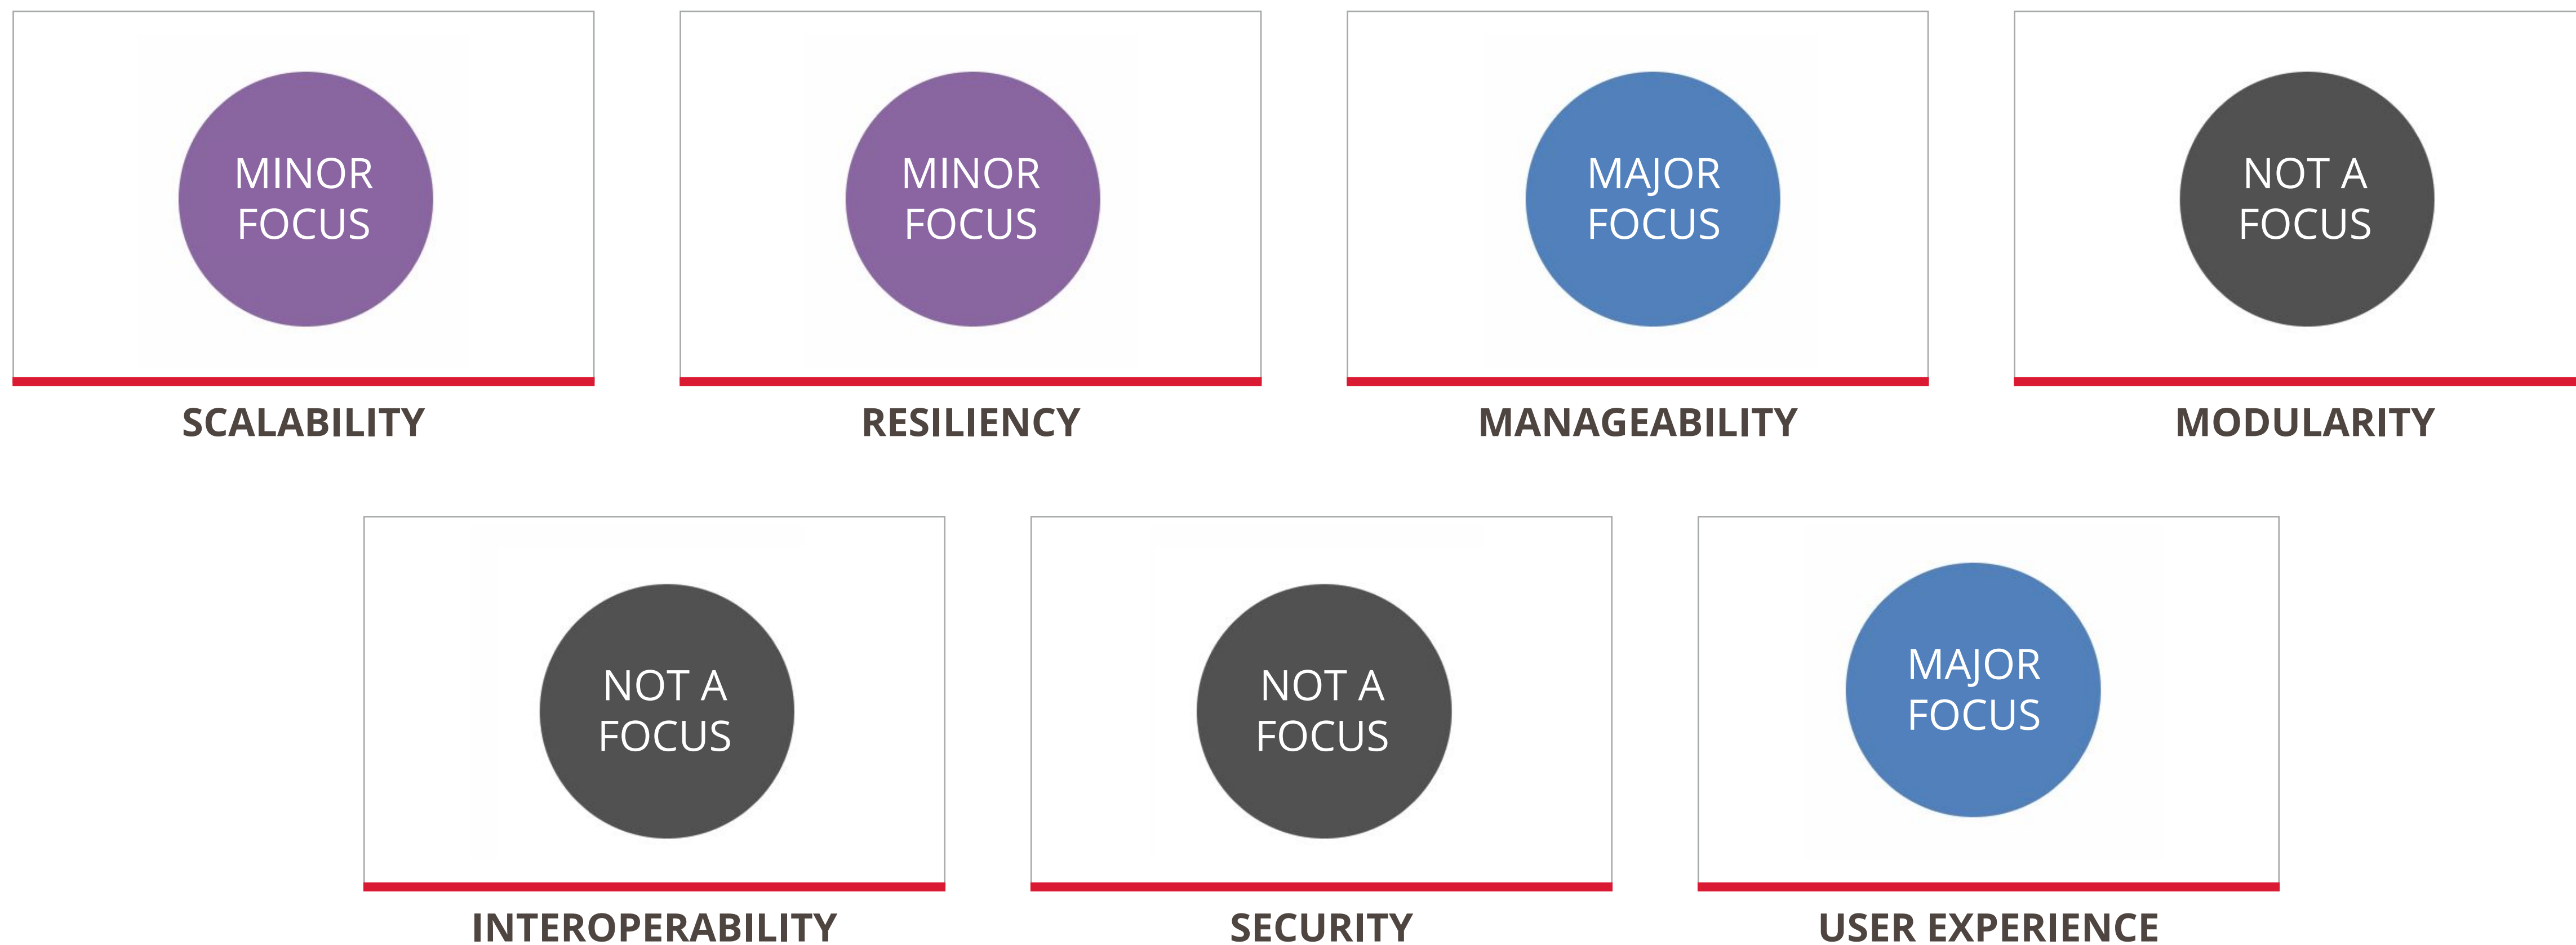 MINOR
FOCUS
SCALABILITY
MINOR
FOCUS
RESILIENCY
MAJOR
FOCUS
MANAGEABILITY
NOT A
FOCUS
MODULARITY
NOT A
FOCUS
INTEROPERABILITY
NOT A
FOCUS
SECURITY
MAJOR
FOCUS
USER EXPERIENCE